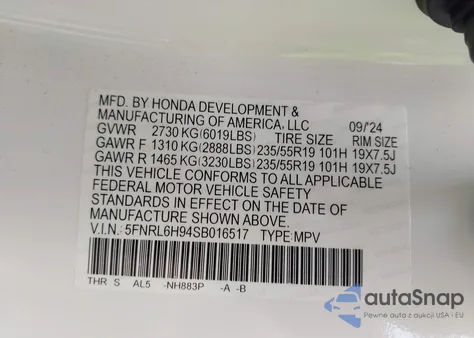 MFD. BY HONDA DEVELOPMENT &
MANUFACTURING OF AMERICA, LLC 09/'24
GVWR 2730 KG (6019LBS) TIRE SIZE RIM SIZE
GAWR F 1310 KG (2888LBS) 235/55R19 101H 19X7.5J
GAWR R 1465 KG (3230LBS) 235/55R19 101H 19X7.5J
THIS VEHICLE CONFORMS TO ALL APPLICABLE
FEDERAL MOTOR VEHICLE SAFETY
STANDARDS IN EFFECT ON THE DATE OF
MANUFACTURE SHOWN ABOVE.
V.I.N.: 5FNRL6H94SB016517 TYPE: MPV
THR S AL5 -NH883P -A -B
autoSnap
Pewne auta z aukcji USA i EU